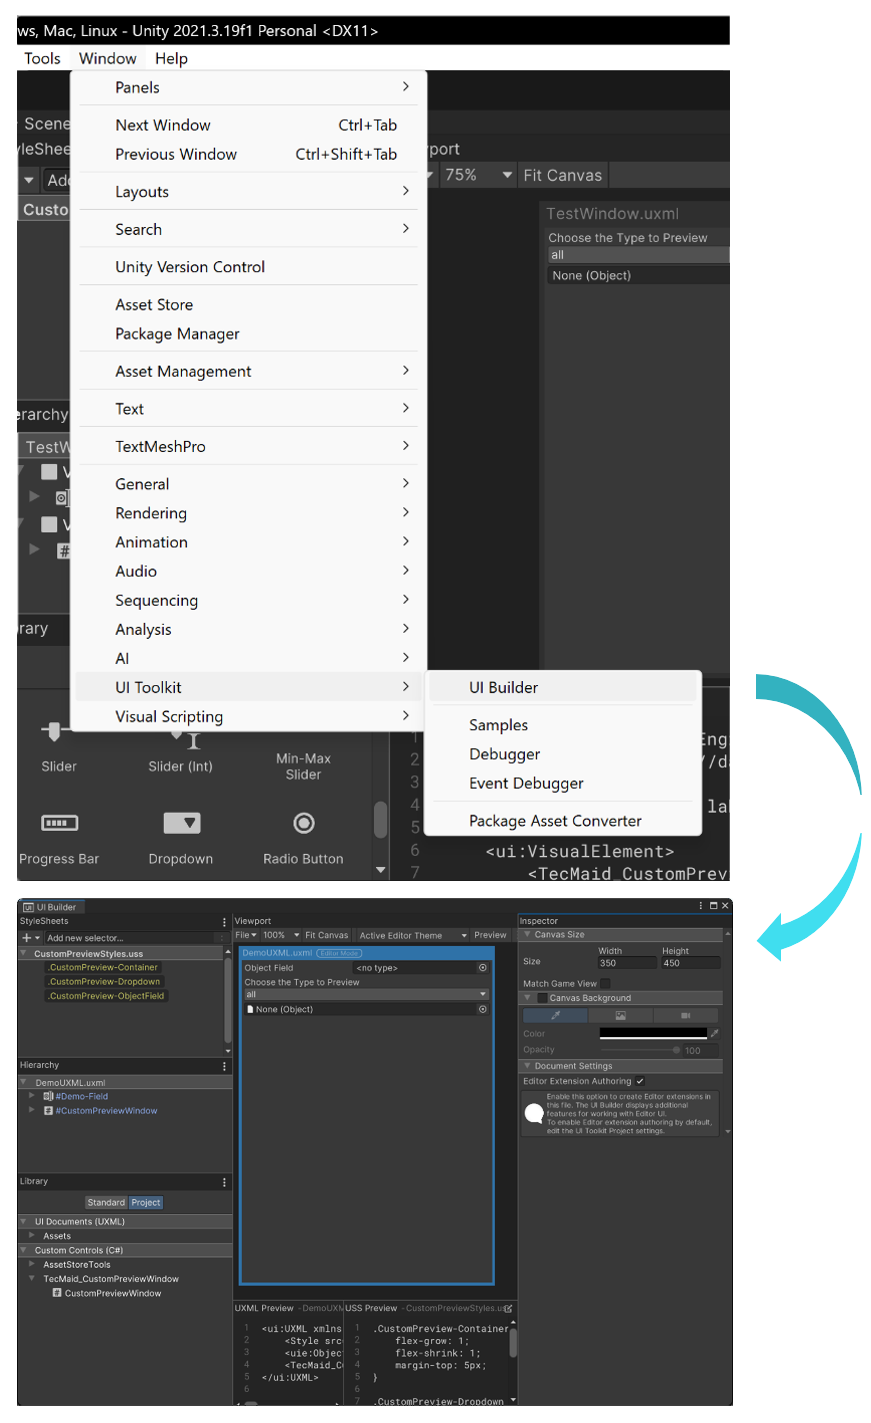 ws, Mac, Linux - Unity 2021.3.19f1 Personal <DX11>
Tools Window Help
Panels
Scene
Next Window Ctrl+Tab
yleShee
Previous Window Ctrl+Shift+Tab
port
Add
75% Fit Canvas
Layouts
Custo
TestWindow.uxml
Search
Choose the Type to Preview
all
Unity Version Control
None (Object)
Asset Store
Package Manager
Asset Management
Text
erarchy
TextMeshPro
TestW
General
Rendering
Animation
Audio
Sequencing
Analysis
rary
AI
UI Toolkit
Visual Scripting
UI Builder
Samples
Debugger
Event Debugger
Package Asset Converter
Slider
Slider (Int)
Min-Max
Slider
Progress Bar
Dropdown
Radio Button
1 Eng
2 //da
3
4 lab
5
6 <ui:VisualElement>
7 <TecMaid_CustomPrev
UI Builder
StyleSheets
Add new selector...
CustomPreviewStyles.uss
.CustomPreview-Container
.CustomPreview-Dropdown
.CustomPreview-ObjectField
Hierarchy
DemoUXML.uxml
#Demo-Field
#CustomPreviewWindow
Library
Standard Project
UI Documents (UXML)
Assets
Custom Controls (C#)
AssetStoreTools
TecMaid_CustomPreviewWindow
CustomPreviewWindow
Viewport
File 100% Fit Canvas Active Editor Theme Preview
DemoUXML.uxml Editor Mode
Object Field <no type>
Choose the Type to Preview
all
None (Object)
UXML Preview - DemoUXM
1 <ui:UXML xmlns
2 <Style src
3 <uie:Objec
4 <TecMaid_Cu
5 </ui:UXML>
6
USS Preview - CustomPreviewStyles.us
1 .CustomPreview-Container
2 flex-grow: 1;
3 flex-shrink: 1;
4 margin-top: 5px;
5 }
6
7 .CustomPreview-Dropdown
Inspector
Canvas Size
Width Height
Size 350 450
Match Game View
Canvas Background
Color
Opacity 100
Document Settings
Editor Extension Authoring
Enable this option to create Editor extensions in
this file. The UI Builder displays additional
features for working with Editor UI.
To enable Editor extension authoring by default,
edit the UI Toolkit Project settings.